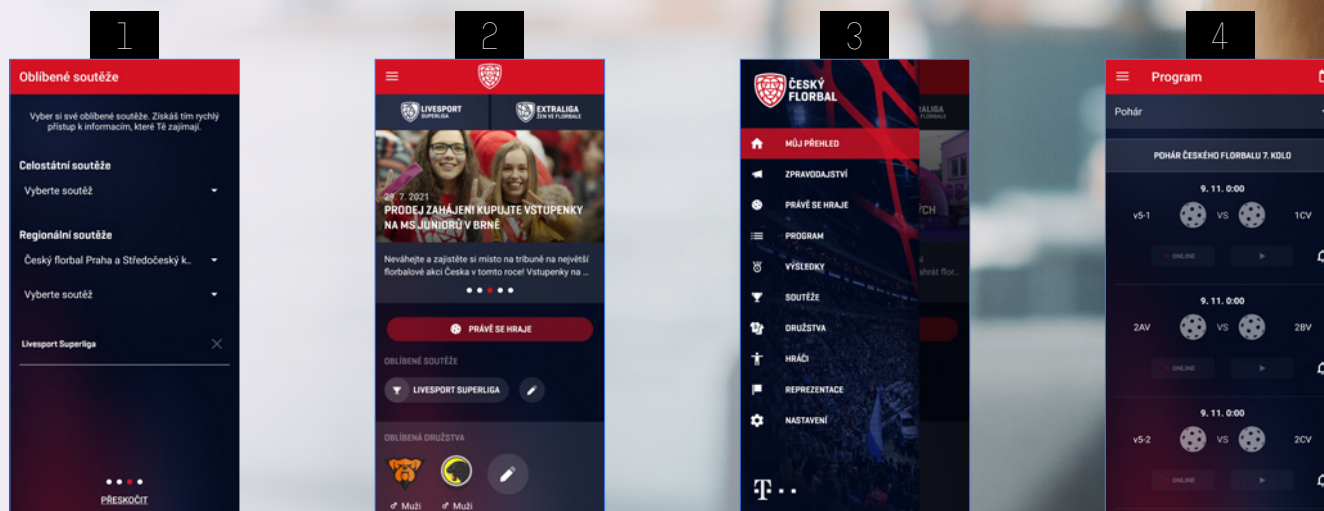 1
Oblíbené soutěže
Vyber si své oblíbené soutěže. Získáš tím rychlý
přístup k informacím, které Tě zajímají.
Celostátní soutěže
Vyberte soutěž
Regionální soutěže
Český florbal Praha a Středočeský k..
Vyberte soutěž
Livesport Superliga
PŘESKOČIT
2
LIVESPORT
SUPERLIGA
EXTRALIGA
ŽEN VE FLORBALE
29. 7. 2021
PRODEJ ZAHÁJEN! KUPUJTE VSTUPENKY
NA MS JUNIORŮ V BRNĚ
Neváhejte a zajistěte si místo na tribuně na největší
florbalové akci Česka v tomto roce! Vstupenky na ...
PRÁVĚ SE HRAJE
OBLÍBENÉ SOUTĚŽE
LIVESPORT SUPERLIGA
OBLÍBENÁ DRUŽSTVA
♂ Muži
♂ Muži
3
ČESKÝ
FLORBAL
MŮJ PŘEHLED
ZPRAVODAJSTVÍ
PRÁVĚ SE HRAJE
PROGRAM
VÝSLEDKY
SOUTĚŽE
DRUŽSTVA
HRÁČI
REPREZENTACE
NASTAVENÍ
T
4
Program
Pohár
POHÁR ČESKÉHO FLORBALU 7. KOLO
9. 11. 0:00
v5-1 VS 1CV
ONLINE
9. 11. 0:00
2AV VS 2BV
ONLINE
9. 11. 0:00
v5-2 VS 2CV
ONLINE